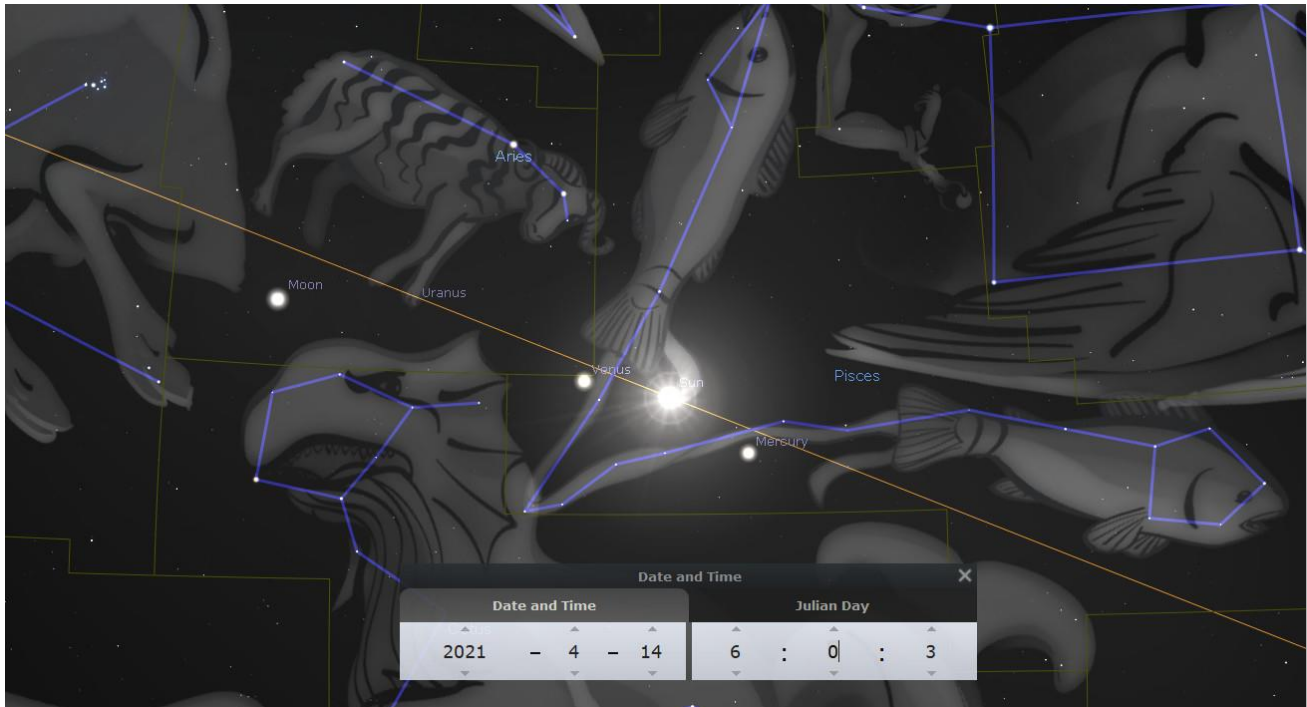 Aries
Moon
Uranus
Venus
Sun
Pisces
Mercury
Date and Time
Date and Time
Julian Day
2021 - 4 - 14 6 : 0 : 3